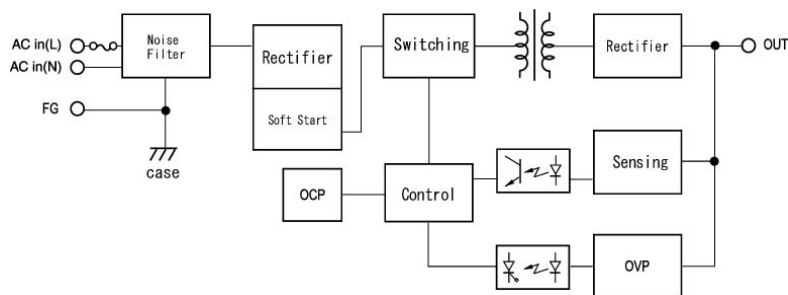 AC in(L)
AC in(N)
FG
Noise
Filter
case
Rectifier
Soft Start
Switching
Rectifier
OUT
OCP
Control
Sensing
OVP